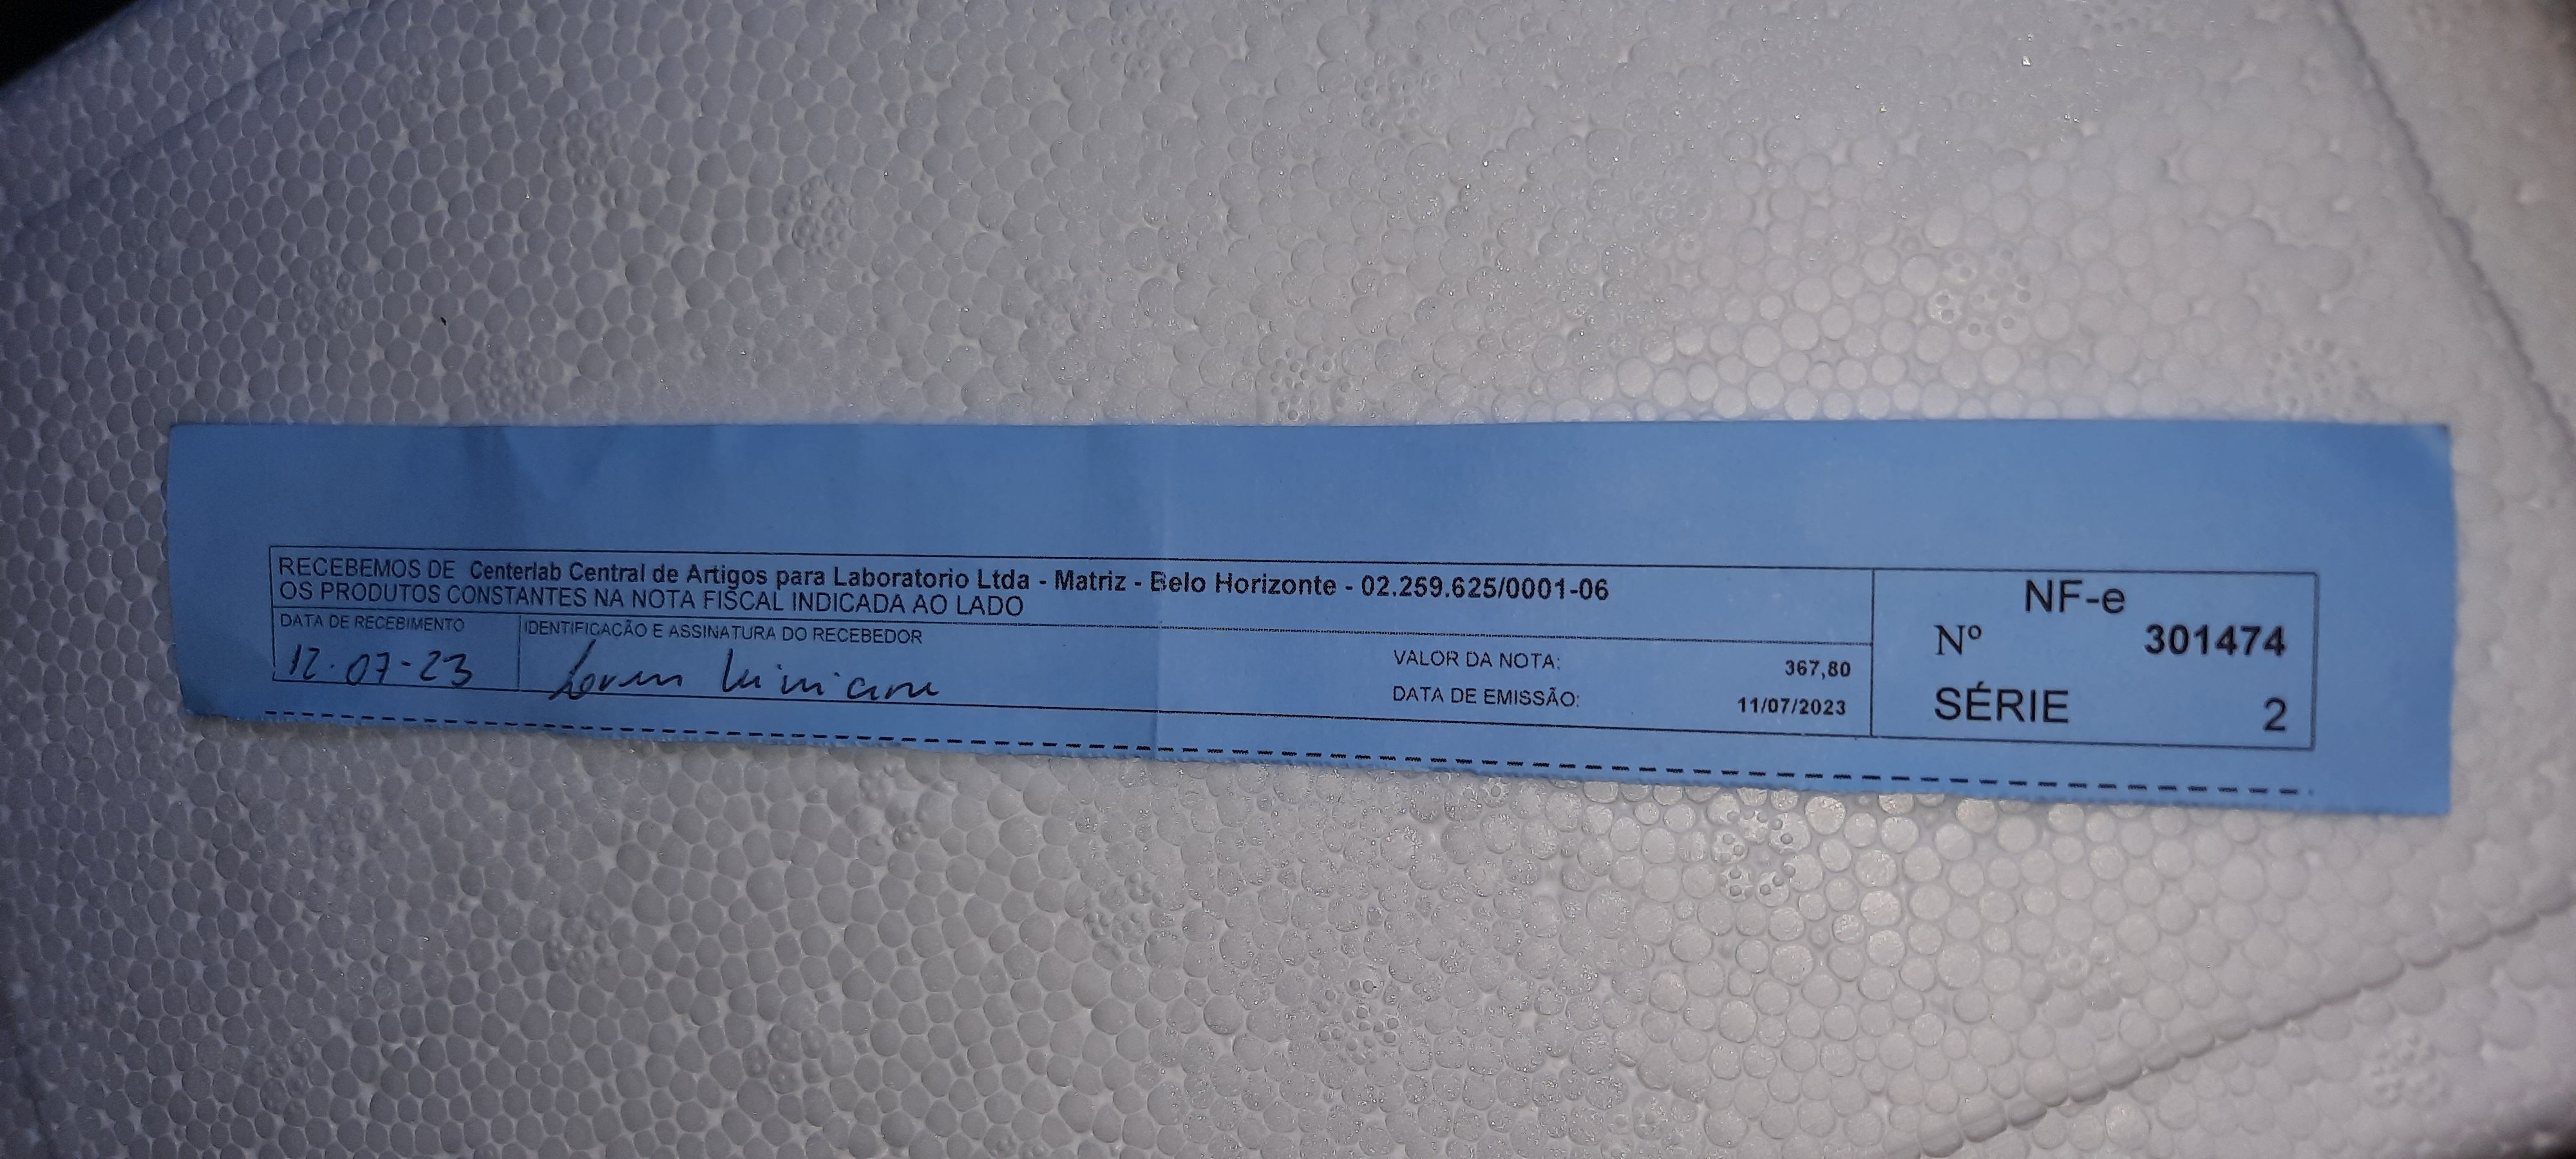 RECEBEMOS DE Centerlab Central de Artigos para Laboratorio Ltda - Matriz - Belo Horizonte - 02.259.625/0001-06
OS PRODUTOS CONSTANTES NA NOTA FISCAL INDICADA AO LADO
DATA DE RECEBIMENTO
12-07-23
IDENTIFICAÇÃO E ASSINATURA DO RECEBEDOR
VALOR DA NOTA: 367,80
DATA DE EMISSÃO: 11/07/2023
NF-e
Nº 301474
SÉRIE 2